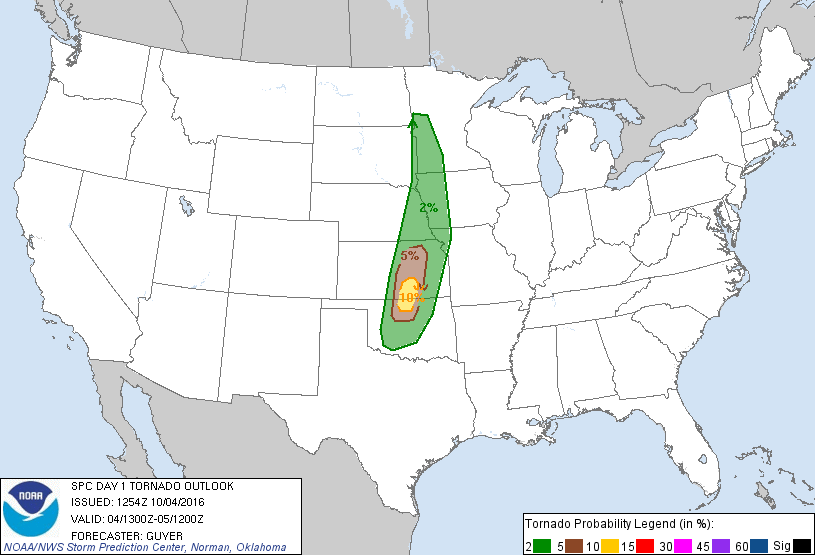 2%
5%
10%
NOAA
SPC DAY 1 TORNADO OUTLOOK
ISSUED: 1254Z 10/04/2016
VALID: 04/1300Z-05/1200Z
FORECASTER: GUYER
NOAA/NWS Storm Prediction Center, Norman, Oklahoma
Tornado Probability Legend (in %):
2 5 10 15 30 45 60 Sig